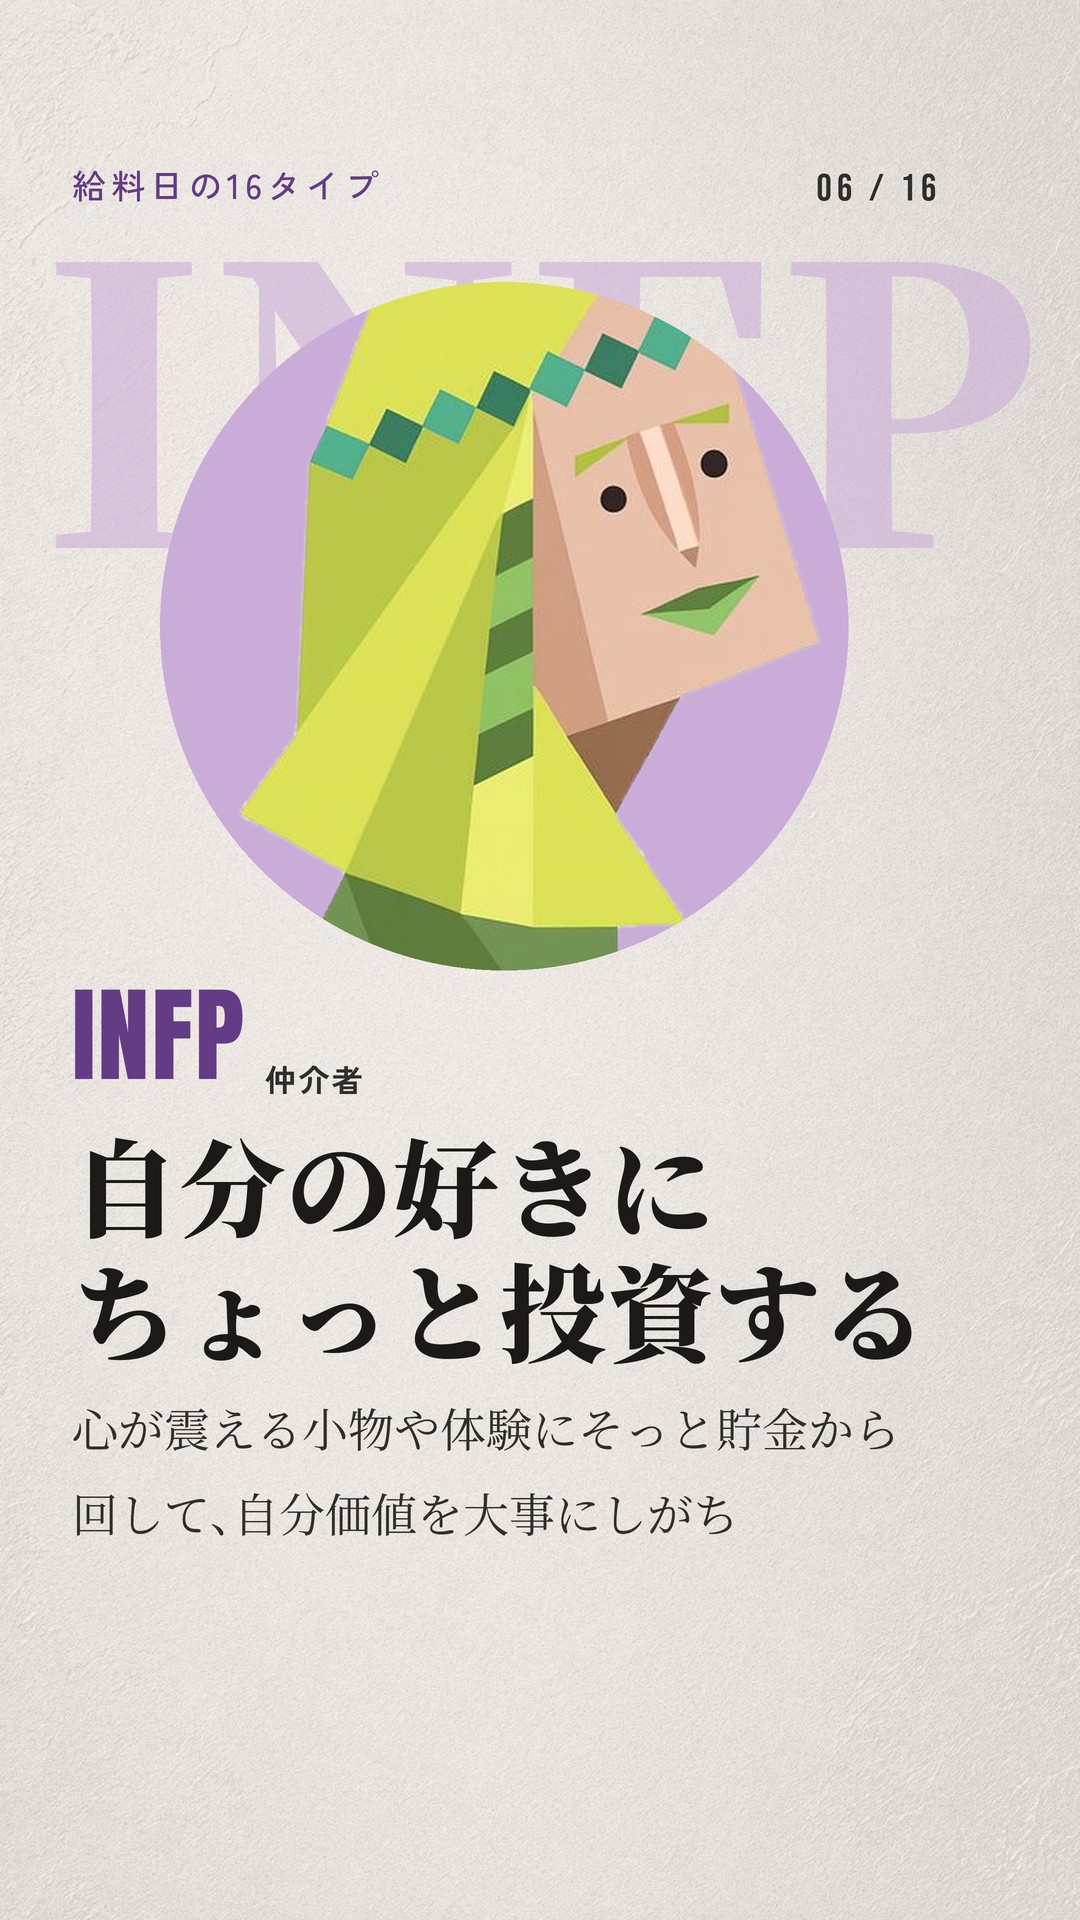 給料日の16タイプ
06 / 16
INFP
INFP
仲介者
自分の好きに
ちょっと投資する
心が震える小物や体験にそっと貯金から
回して、自分価値を大事にしがち